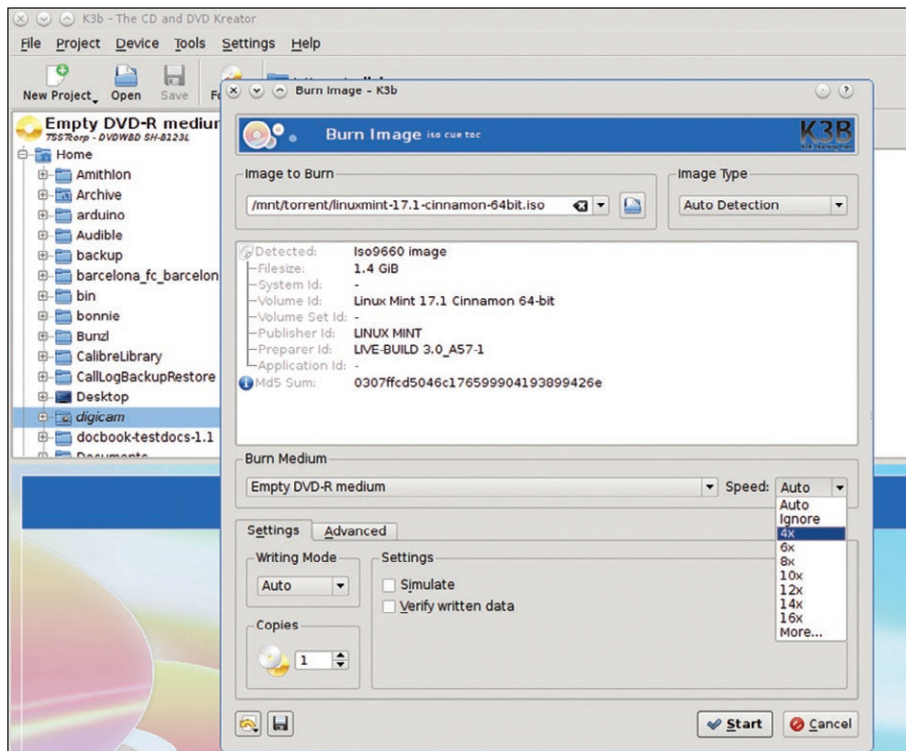 K3b - The CD and DVD Kreator
File Project Device Tools Settings Help
New Project Open Save
Empty DVD-R medium
TSSTcorp - DVDWBD SH-B123L
Home
Amithlon
Archive
arduino
Audible
backup
barcelona_fc_barcelon
bin
bonnie
Bunzl
CalibreLibrary
CallLogBackupRestore
Desktop
digicam
docbook-testdocs-1.1
Documents
Burn Image - K3b
Burn Image iso cue toc
K3B
Image to Burn
/mnt/torrent/linuxmint-17.1-cinnamon-64bit.iso
Image Type
Auto Detection
Detected: Iso9660 image
Filesize: 1.4 GiB
System Id: -
Volume Id: Linux Mint 17.1 Cinnamon 64-bit
Volume Set Id: -
Publisher Id: LINUX MINT
Preparer Id: LIVE-BUILD 3.0_A57-1
Application Id: -
Md5 Sum: 0307ffcd5046c176599904193899426e
Burn Medium
Empty DVD-R medium
Speed: Auto
Auto
Ignore
4x
6x
8x
10x
12x
14x
16x
More...
Settings Advanced
Writing Mode
Auto
Settings
Simulate
Verify written data
Copies
1
Start Cancel